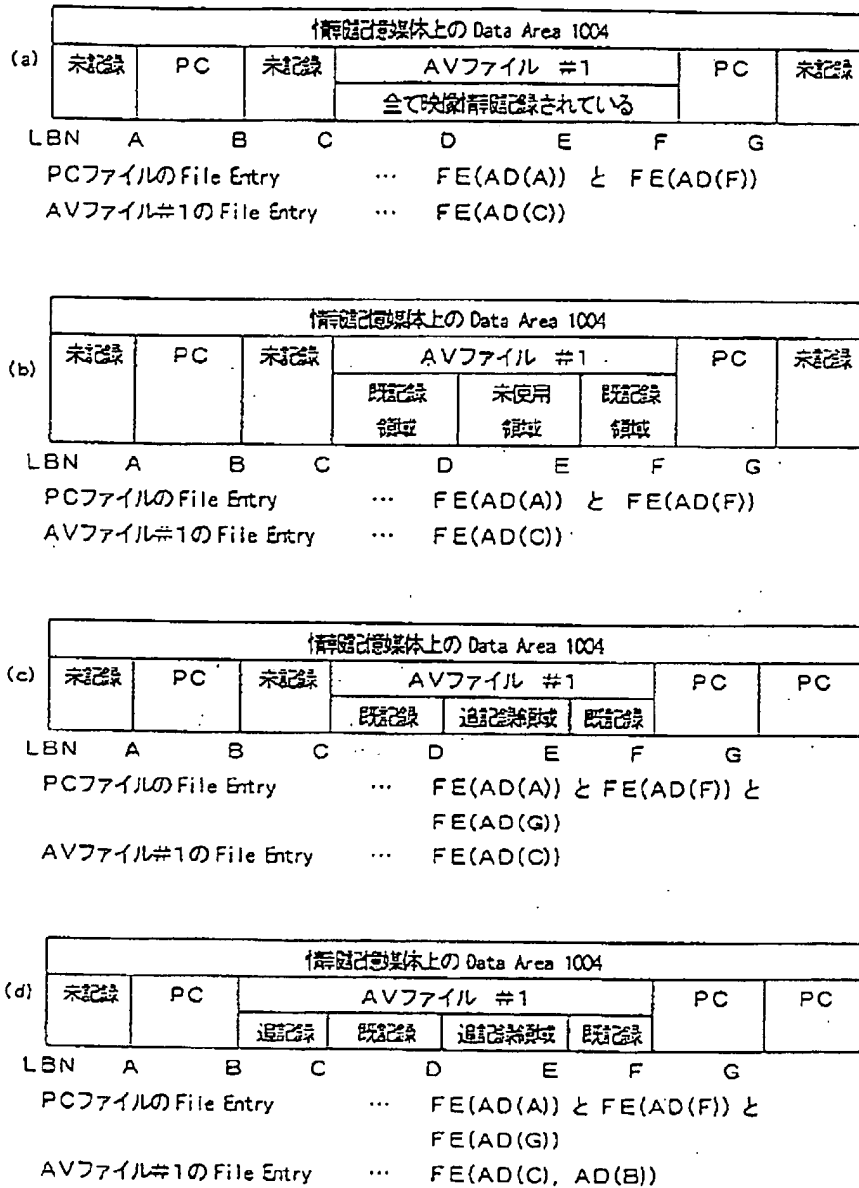 情報記憶媒体上の Data Area 1004
(a) 未記録 PC 未記録 AVファイル #1 PC 未記録
全て映像情報記録されている
LBN A B C D E F G
PCファイルのFile Entry … FE(AD(A)) と FE(AD(F))
AVファイル#1のFile Entry … FE(AD(C))
情報記憶媒体上の Data Area 1004
(b) 未記録 PC 未記録 AVファイル #1 PC 未記録
既記録 未使用 既記録
領域 領域 領域
LBN A B C D E F G
PCファイルのFile Entry … FE(AD(A)) と FE(AD(F))
AVファイル#1のFile Entry … FE(AD(C))
情報記憶媒体上の Data Area 1004
(c) 未記録 PC 未記録 AVファイル #1 PC PC
既記録 追記録領域 既記録
LBN A B C D E F G
PCファイルのFile Entry … FE(AD(A)) と FE(AD(F)) と
FE(AD(G))
AVファイル#1のFile Entry … FE(AD(C))
情報記憶媒体上の Data Area 1004
(d) 未記録 PC AVファイル #1 PC PC
追記録 既記録 追記録領域 既記録
LBN A B C D E F G
PCファイルのFile Entry … FE(AD(A)) と FE(AD(F)) と
FE(AD(G))
AVファイル#1のFile Entry … FE(AD(C), AD(B))